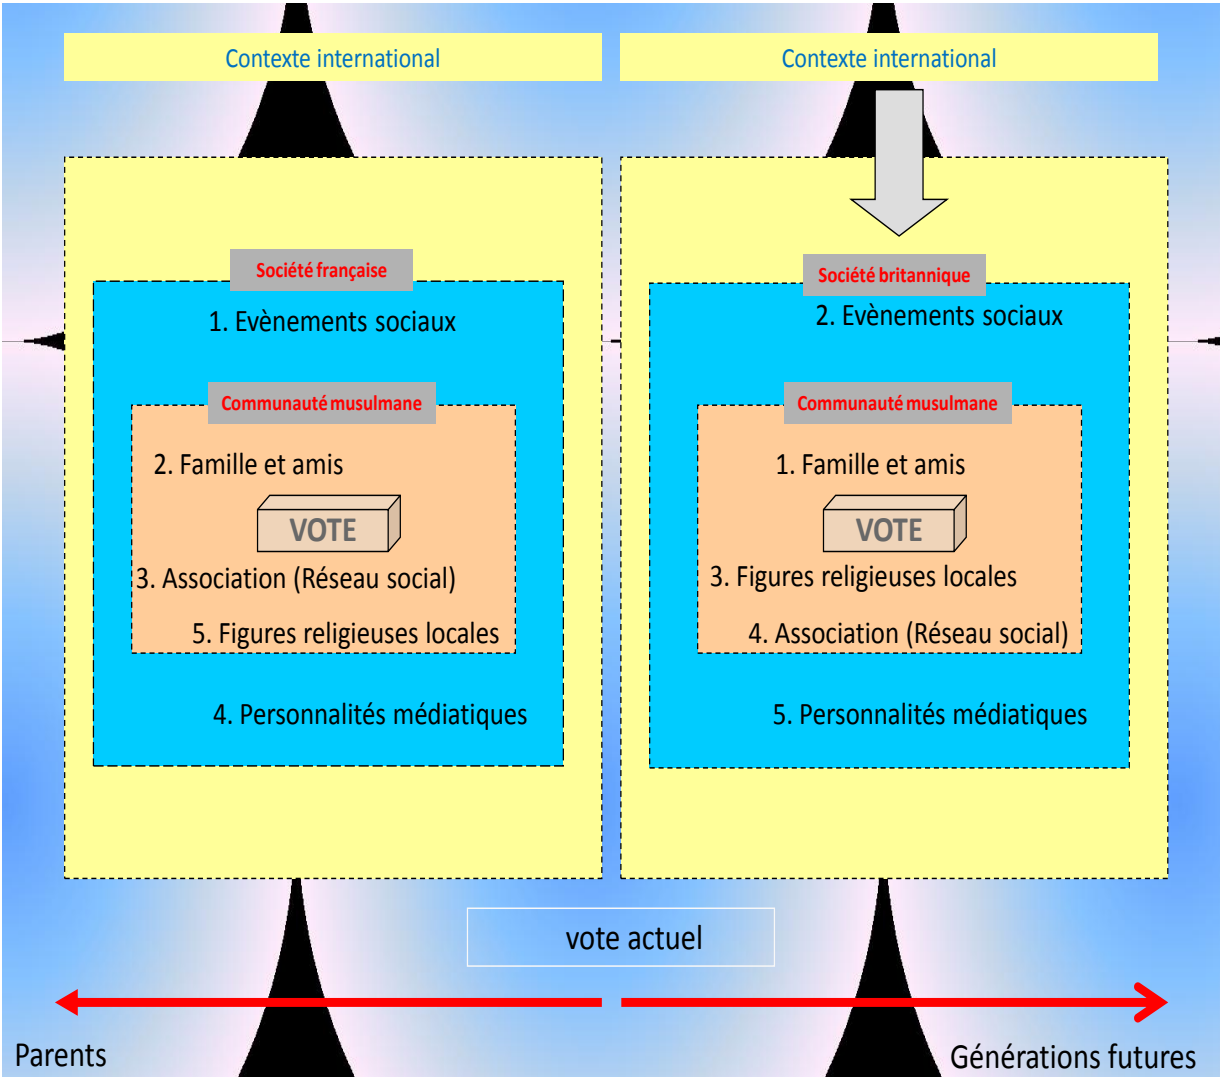 Contexte international
Contexte international
Société française
1. Evènements sociaux
Communauté musulmane
2. Famille et amis
VOTE
3. Association (Réseau social)
5. Figures religieuses locales
4. Personnalités médiatiques
Société britannique
2. Evènements sociaux
Communauté musulmane
1. Famille et amis
VOTE
3. Figures religieuses locales
4. Association (Réseau social)
5. Personnalités médiatiques
vote actuel
Parents
Générations futures